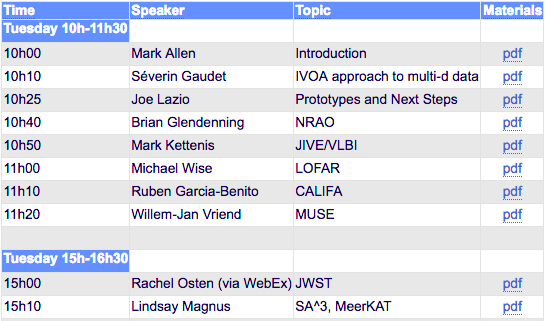 Time Speaker Topic Materials
Tuesday 10h-11h30
10h00 Mark Allen Introduction pdf
10h10 Séverin Gaudet IVOA approach to multi-d data pdf
10h25 Joe Lazio Prototypes and Next Steps pdf
10h40 Brian Glendenning NRAO pdf
10h50 Mark Kettenis JIVE/VLBI pdf
11h00 Michael Wise LOFAR pdf
11h10 Ruben Garcia-Benito CALIFA pdf
11h20 Willem-Jan Vriend MUSE pdf
Tuesday 15h-16h30
15h00 Rachel Osten (via WebEx) JWST pdf
15h10 Lindsay Magnus SA^3, MeerKAT pdf